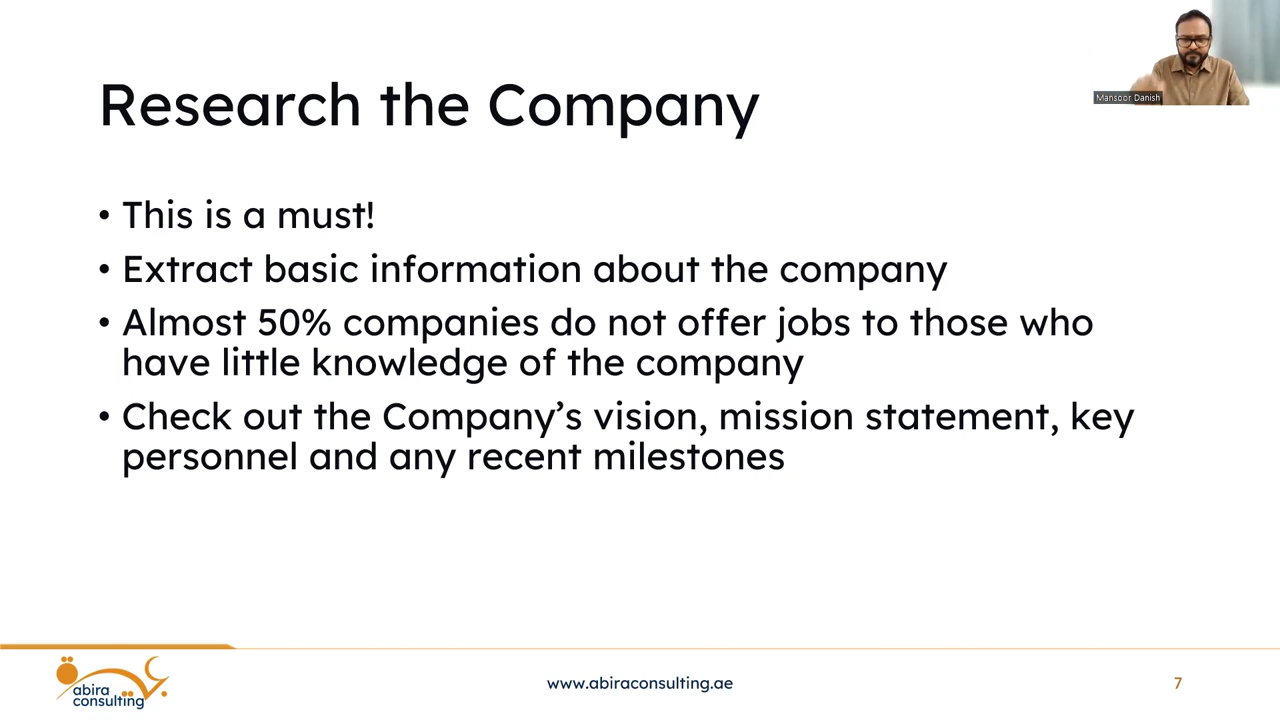 Mansoor Danish
Research the Company
• This is a must!
• Extract basic information about the company
• Almost 50% companies do not offer jobs to those who
have little knowledge of the company
• Check out the Company’s vision, mission statement, key
personnel and any recent milestones
abira
consulting
www.abiraconsulting.ae
7